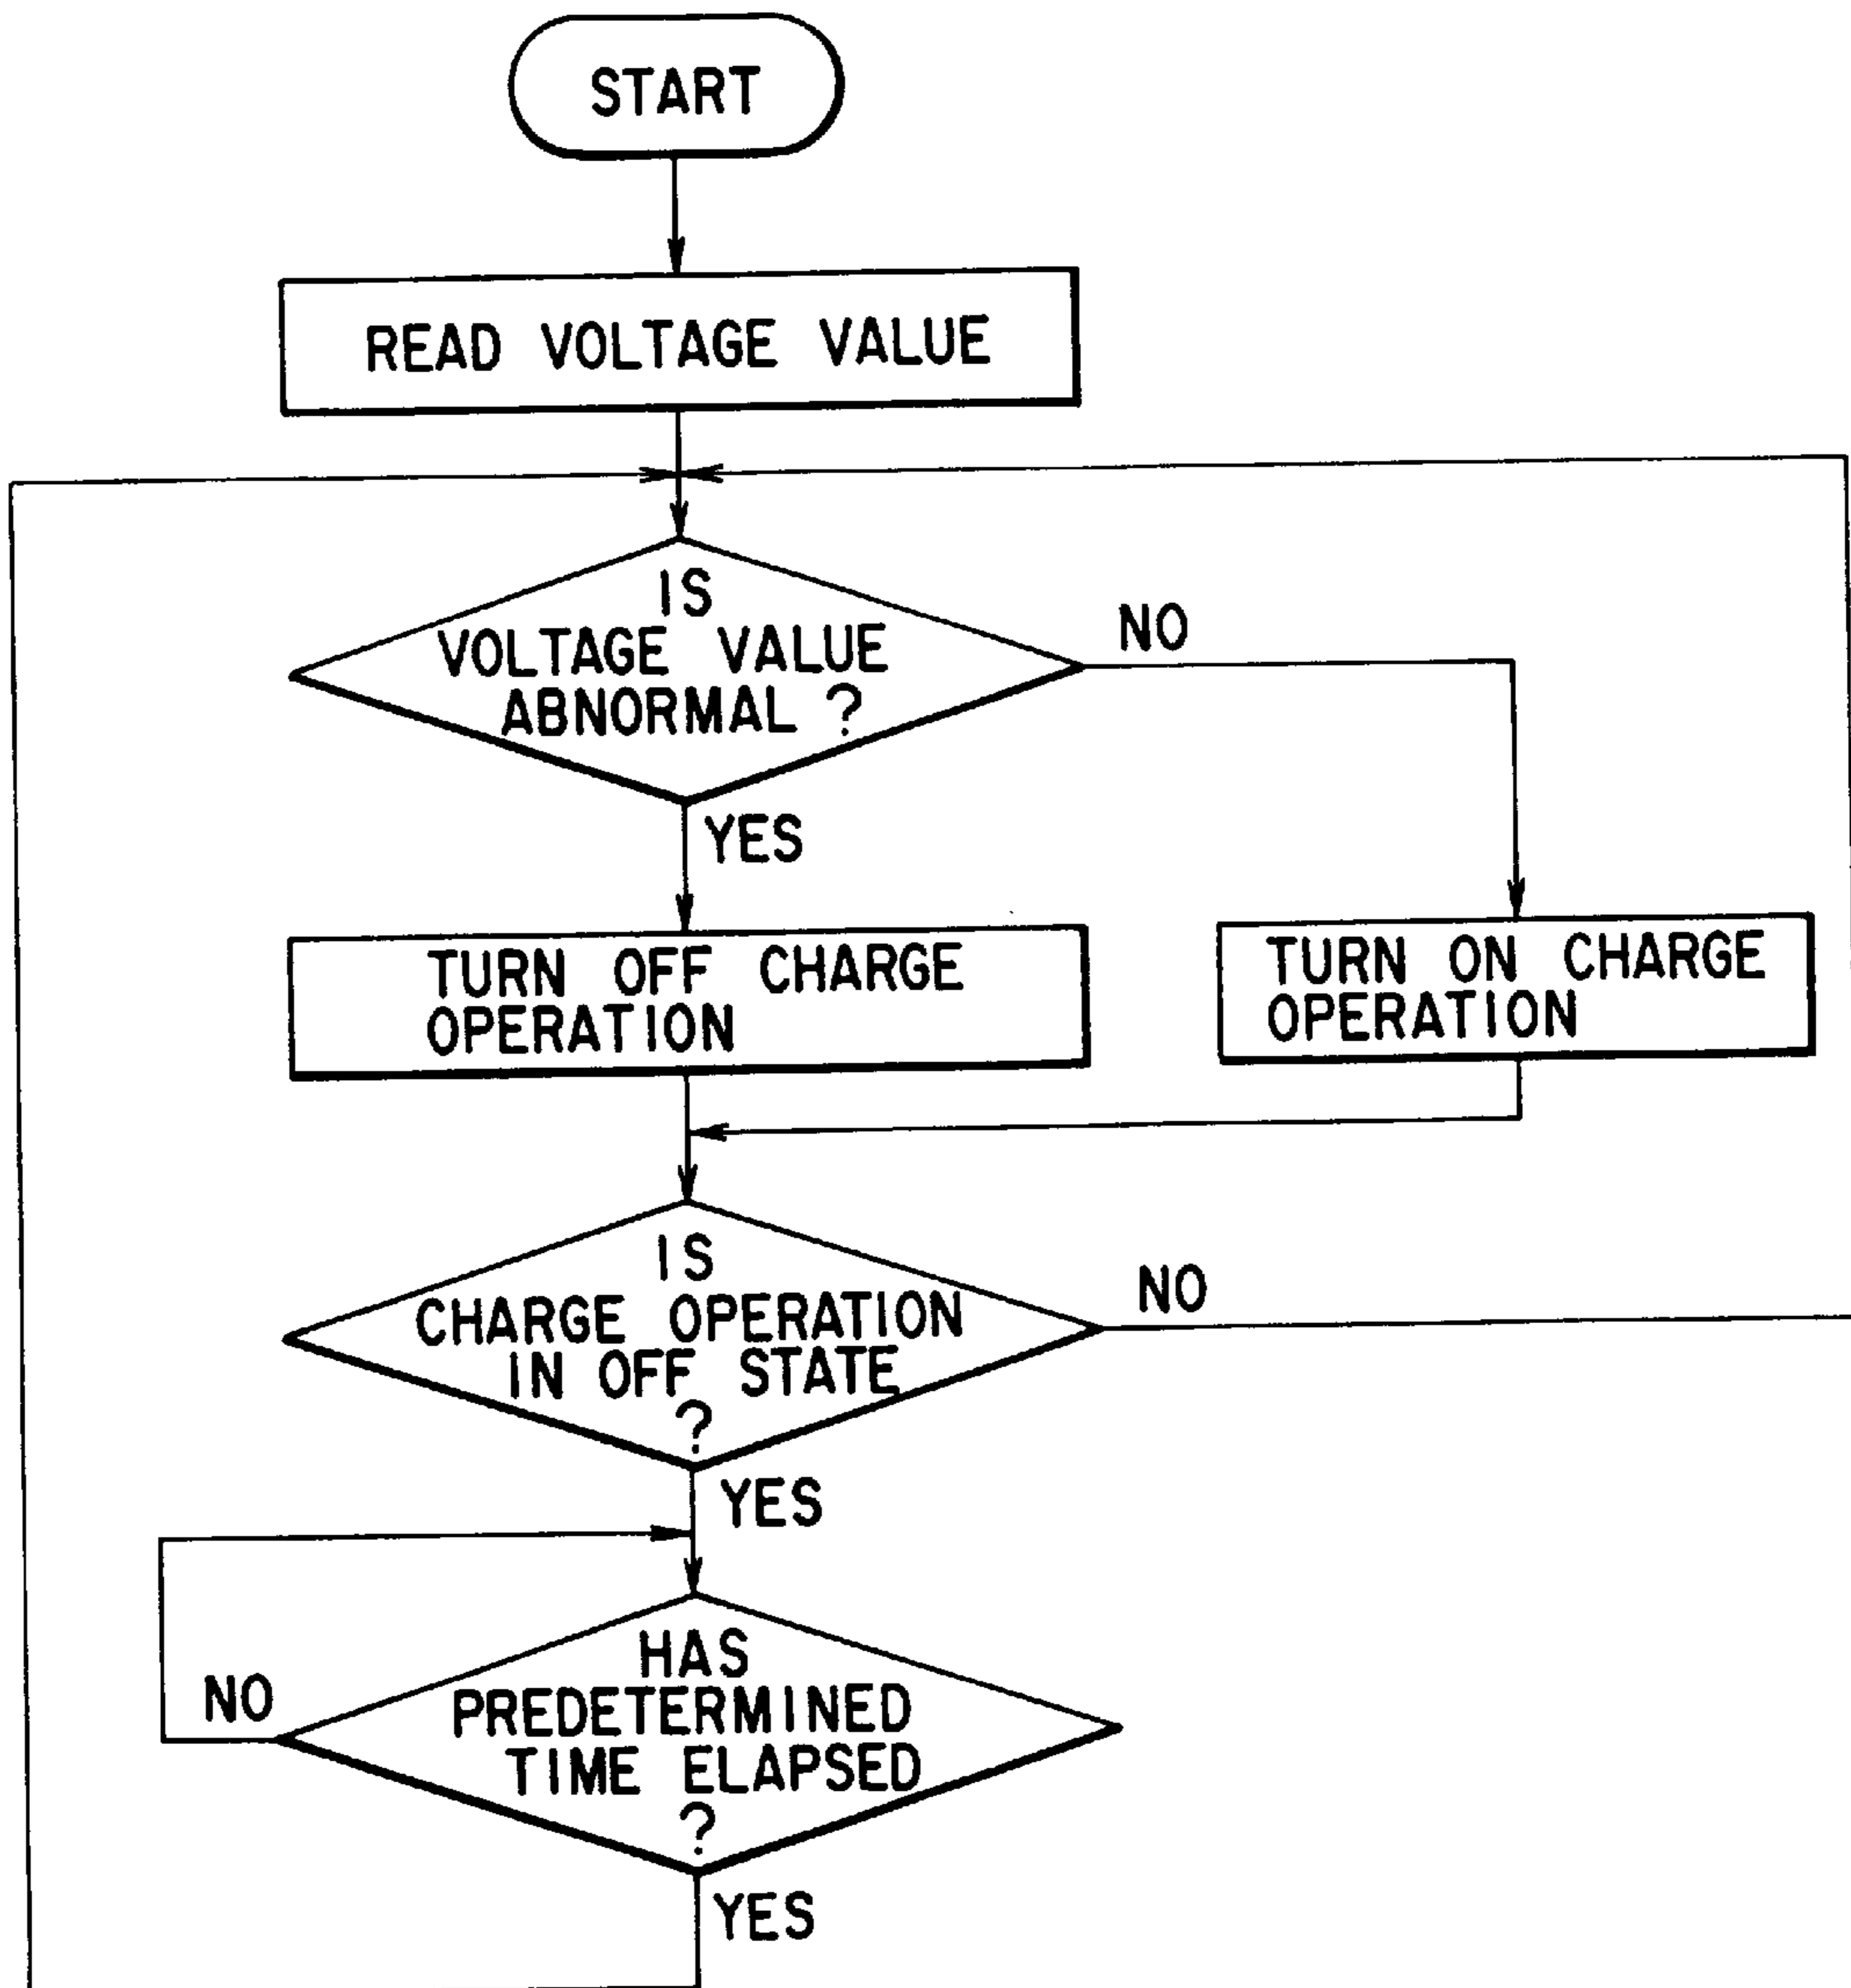 START
READ VOLTAGE VALUE
IS
VOLTAGE VALUE
ABNORMAL ?
NO
YES
TURN OFF CHARGE
OPERATION
TURN ON CHARGE
OPERATION
IS
CHARGE OPERATION
IN OFF STATE
?
NO
YES
HAS
PREDETERMINED
TIME ELAPSED
?
NO
YES